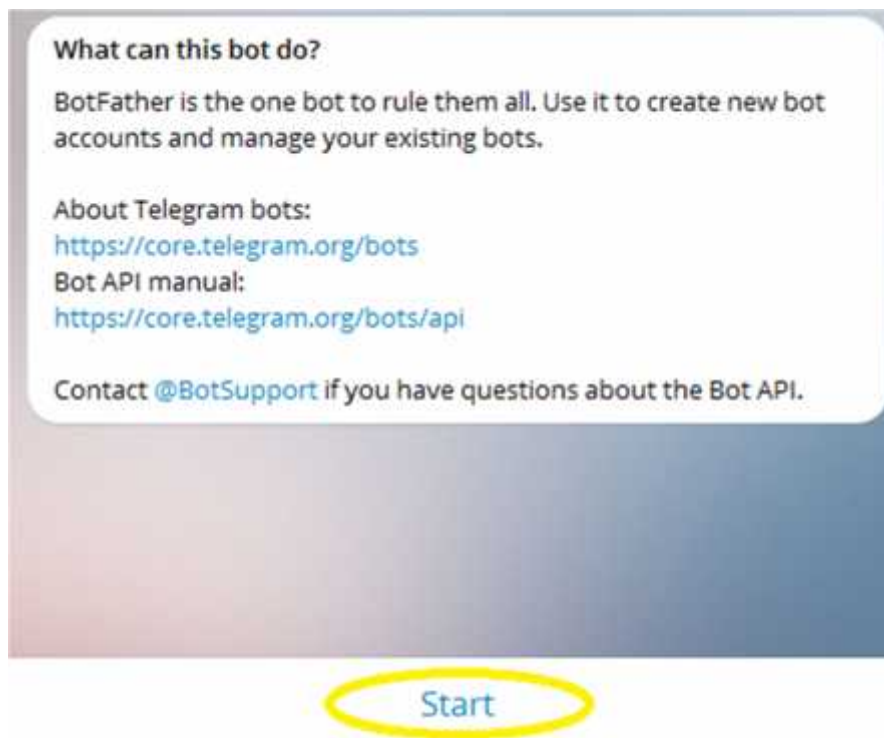 What can this bot do?
BotFather is the one bot to rule them all. Use it to create new bot
accounts and manage your existing bots.
About Telegram bots:
https://core.telegram.org/bots
Bot API manual:
https://core.telegram.org/bots/api
Contact @BotSupport if you have questions about the Bot API.
Start